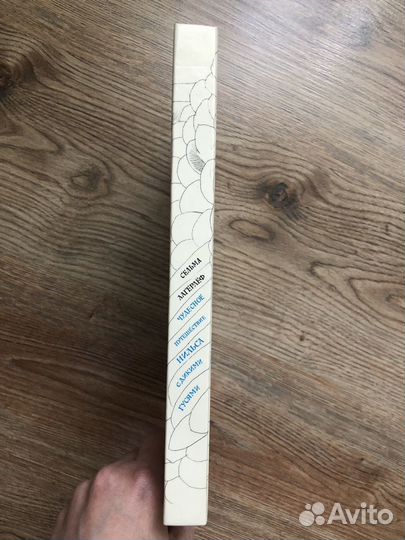 СЕЛЬМА
ЛАГЕРЛЁФ
ЧУДЕСНОЕ
ПУТЕШЕСТВИЕ
НИЛЬСА
С ДИКИМИ
ГУСЯМИ
Avito